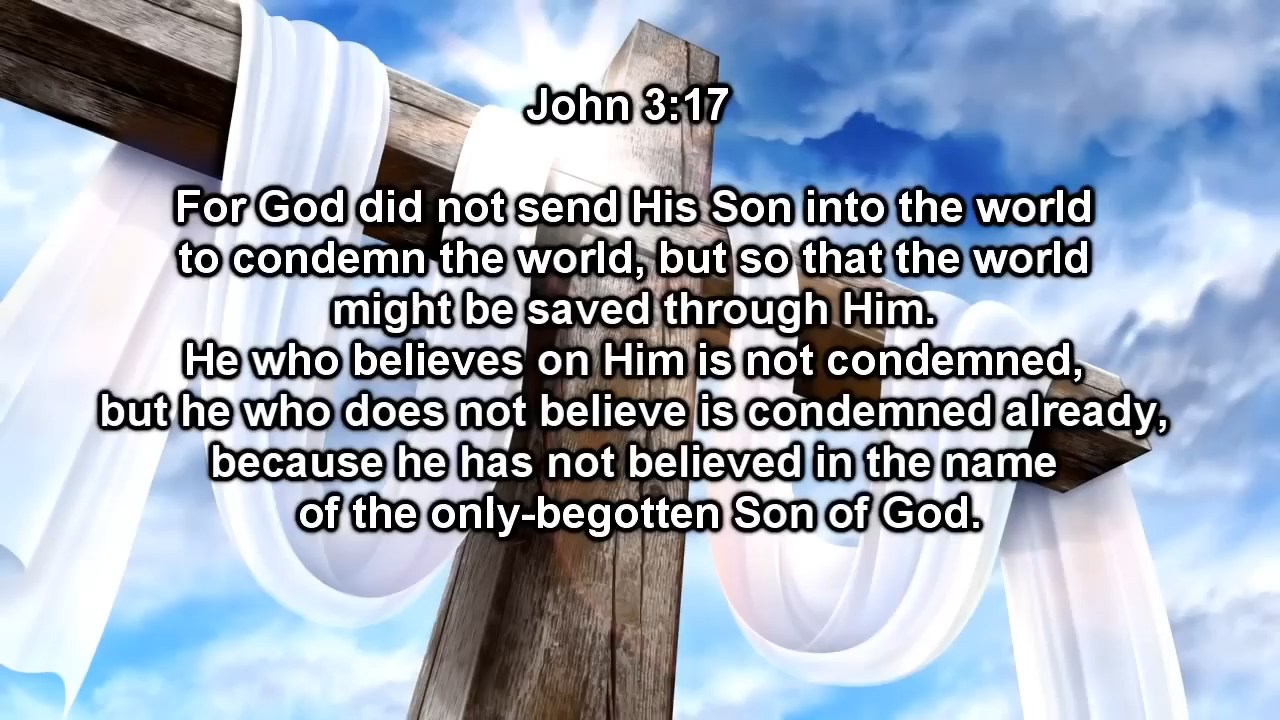 John 3:17
For God did not send His Son into the world
to condemn the world, but so that the world
might be saved through Him.
He who believes on Him is not condemned,
but he who does not believe is condemned already,
because he has not believed in the name
of the only-begotten Son of God.